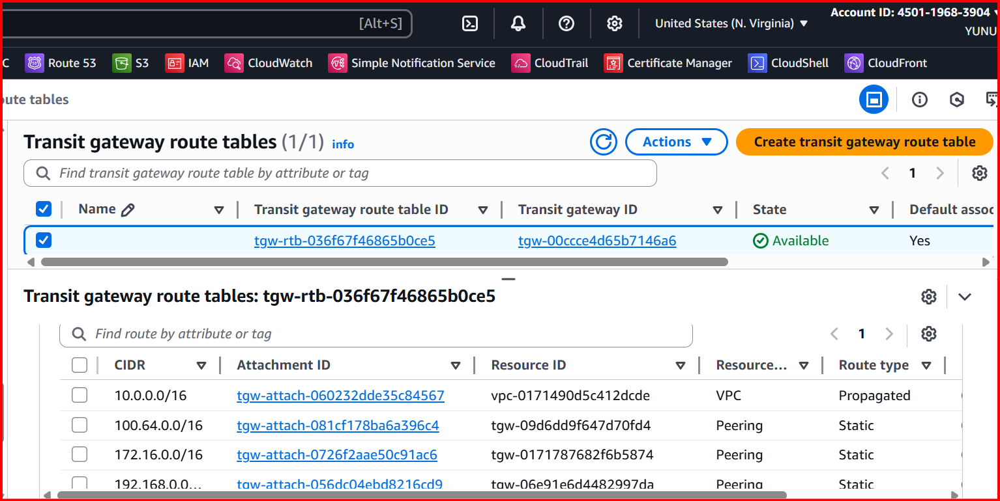 [Alt+S] United States (N. Virginia) Account ID: 4501-1968-3904
YUNU
C Route 53 S3 IAM CloudWatch Simple Notification Service CloudTrail Certificate Manager CloudShell CloudFront
oute tables
Transit gateway route tables (1/1) info Actions Create transit gateway route table
Find transit gateway route table by attribute or tag 1
Name Transit gateway route table ID Transit gateway ID State Default assoc
tgw-rtb-036f67f46865b0ce5 tgw-00ccce4d65b7146a6 Available Yes
Transit gateway route tables: tgw-rtb-036f67f46865b0ce5
Find route by attribute or tag 1
CIDR Attachment ID Resource ID Resource... Route type
10.0.0.0/16 tgw-attach-060232dde35c84567 vpc-0171490d5c412dcde VPC Propagated
100.64.0.0/16 tgw-attach-081cf178ba6a396c4 tgw-09d6dd9f647d70fd4 Peering Static
172.16.0.0/16 tgw-attach-0726f2aae50c91ac6 tgw-0171787682f6b5874 Peering Static
192.168.0.0... tgw-attach-056dc04ebd8216cd9 tgw-06e91e6d4482997da Peering Static